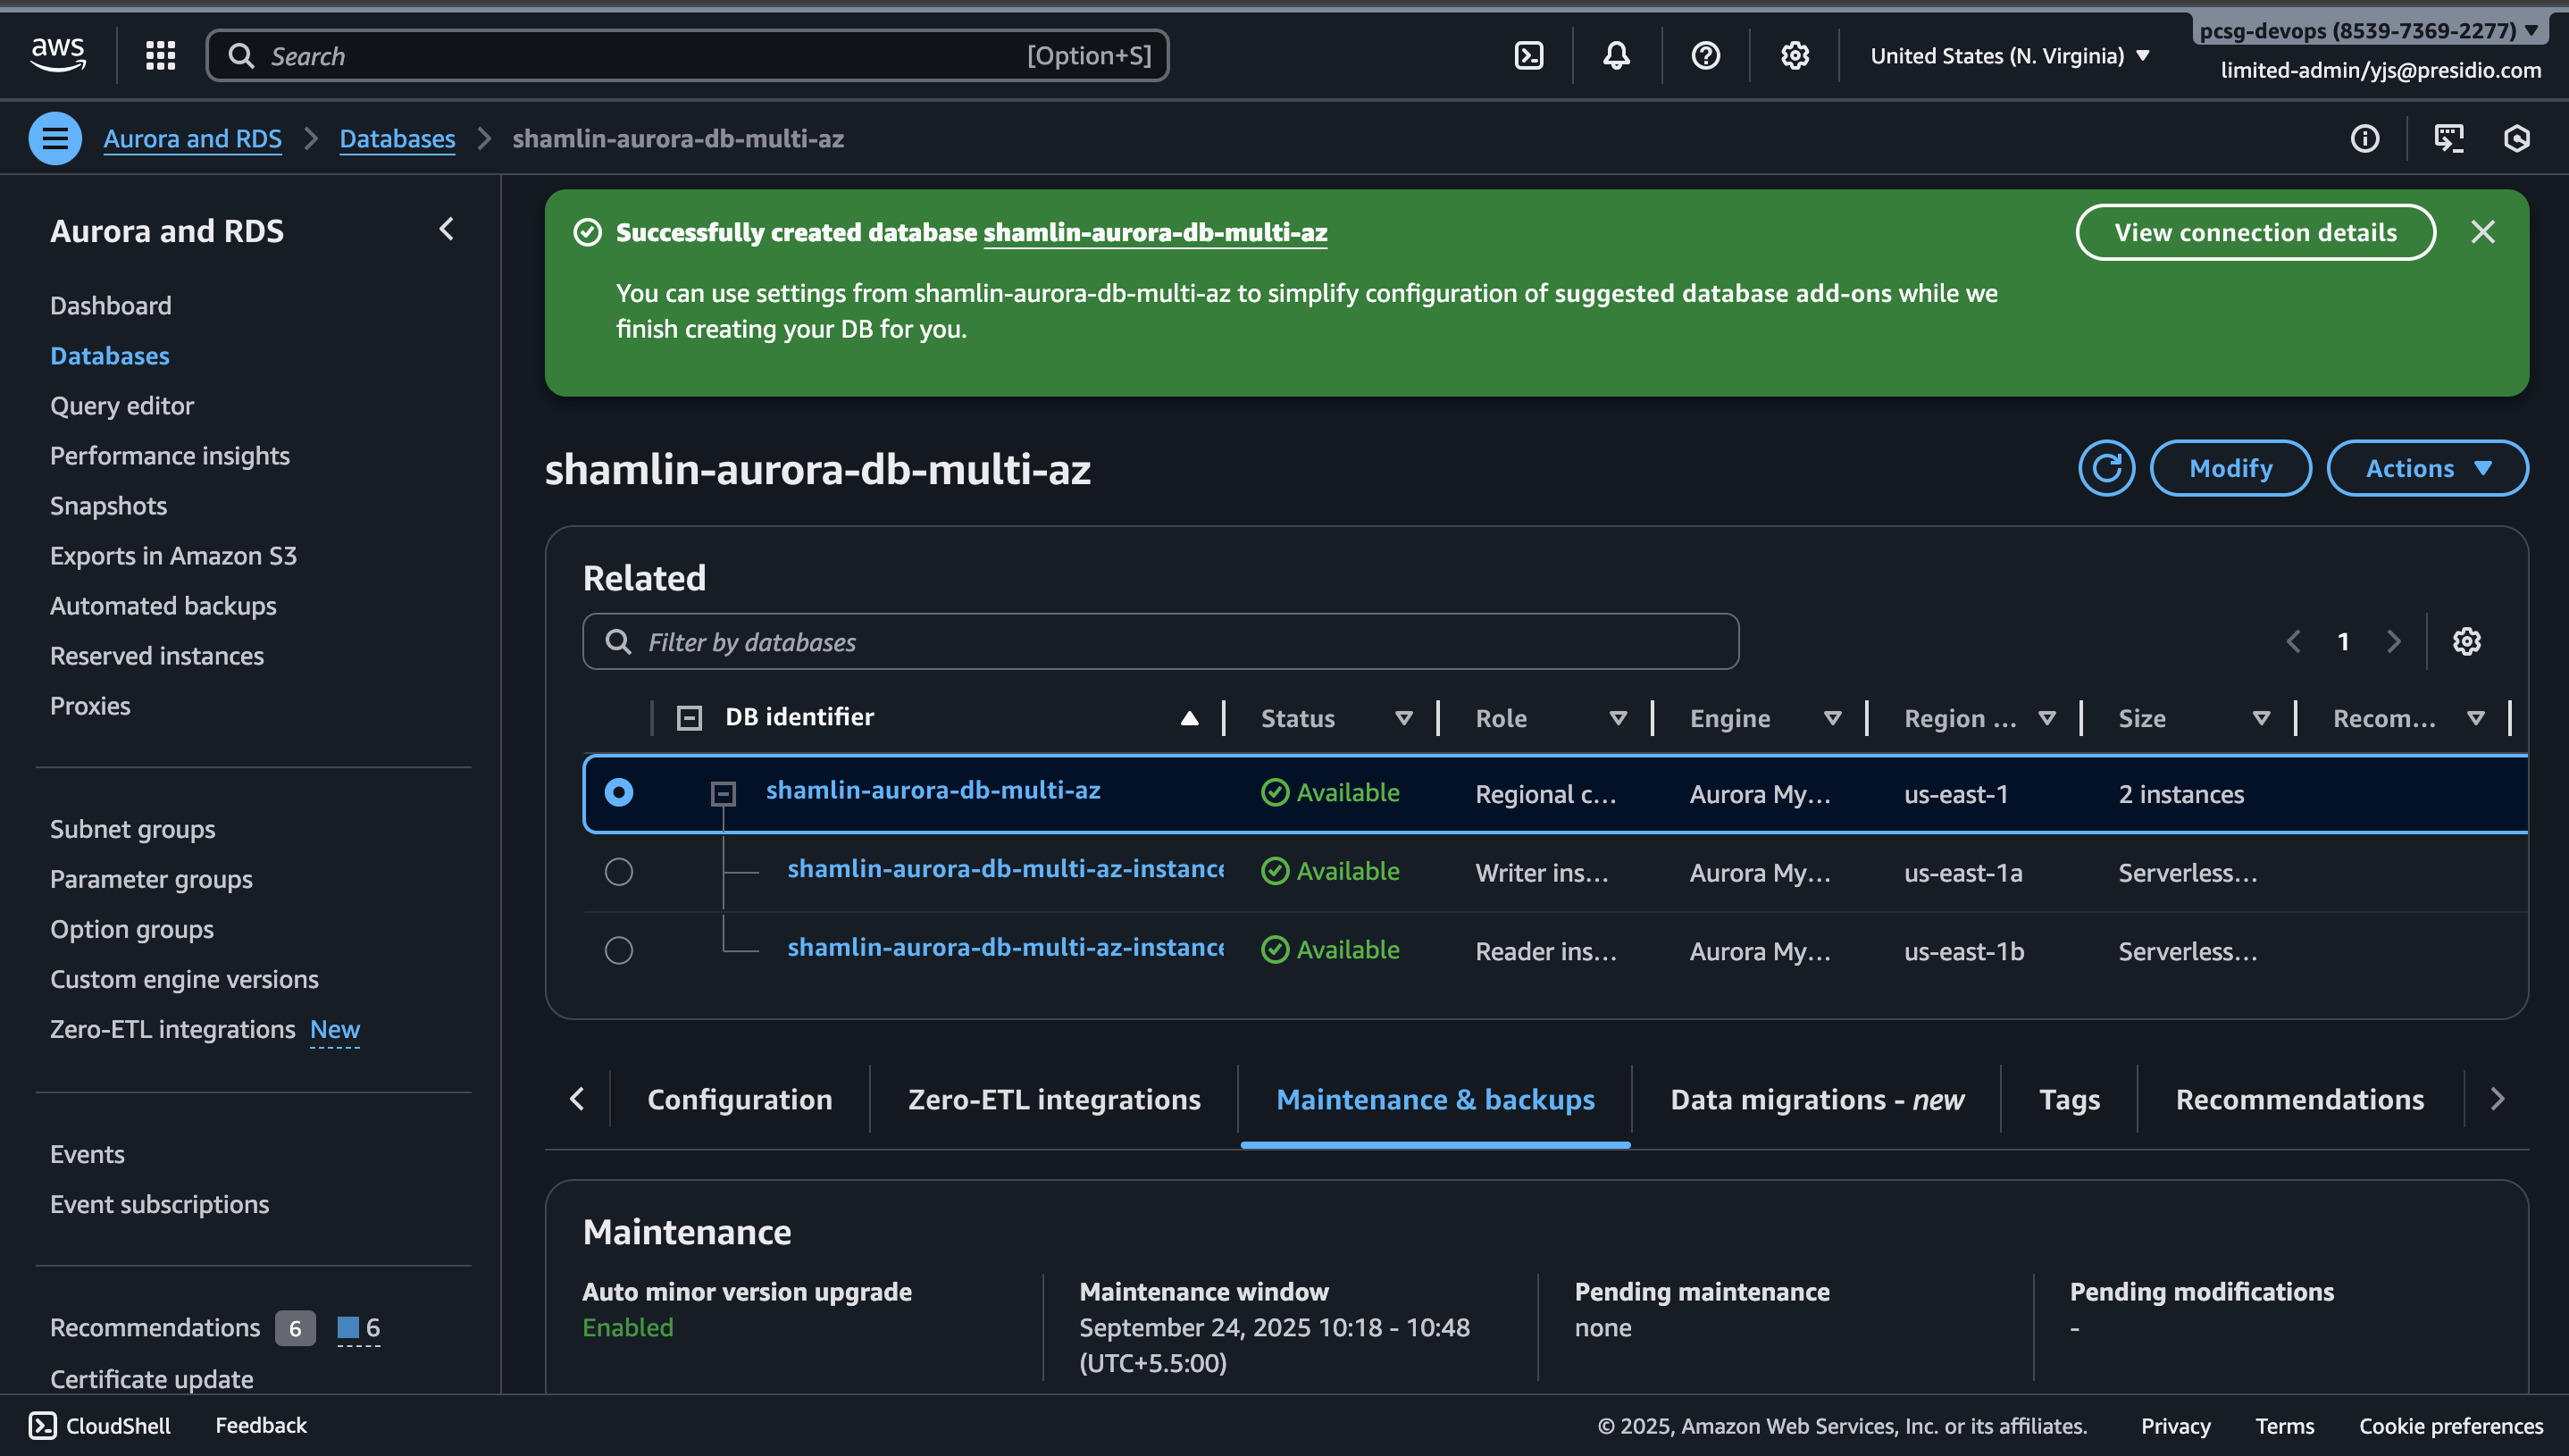 aws
Search
[Option+S]
United States (N. Virginia)
pcsg-devops (8539-7369-2277)
limited-admin/yjs@presidio.com
Aurora and RDS
Databases
shamlin-aurora-db-multi-az
Aurora and RDS
Dashboard
Databases
Query editor
Performance insights
Snapshots
Exports in Amazon S3
Automated backups
Reserved instances
Proxies
Subnet groups
Parameter groups
Option groups
Custom engine versions
Zero-ETL integrations New
Events
Event subscriptions
Recommendations 6 6
Certificate update
Successfully created database shamlin-aurora-db-multi-az
View connection details
You can use settings from shamlin-aurora-db-multi-az to simplify configuration of suggested database add-ons while we
finish creating your DB for you.
shamlin-aurora-db-multi-az
Modify
Actions
Related
Filter by databases
1
DB identifier Status Role Engine Region ... Size Recom...
shamlin-aurora-db-multi-az Available Regional c... Aurora My... us-east-1 2 instances
shamlin-aurora-db-multi-az-instance Available Writer ins... Aurora My... us-east-1a Serverless...
shamlin-aurora-db-multi-az-instance Available Reader ins... Aurora My... us-east-1b Serverless...
Configuration
Zero-ETL integrations
Maintenance & backups
Data migrations - new
Tags
Recommendations
Maintenance
Auto minor version upgrade
Enabled
Maintenance window
September 24, 2025 10:18 - 10:48
(UTC+5.5:00)
Pending maintenance
none
Pending modifications
-
CloudShell
Feedback
© 2025, Amazon Web Services, Inc. or its affiliates.
Privacy
Terms
Cookie preferences